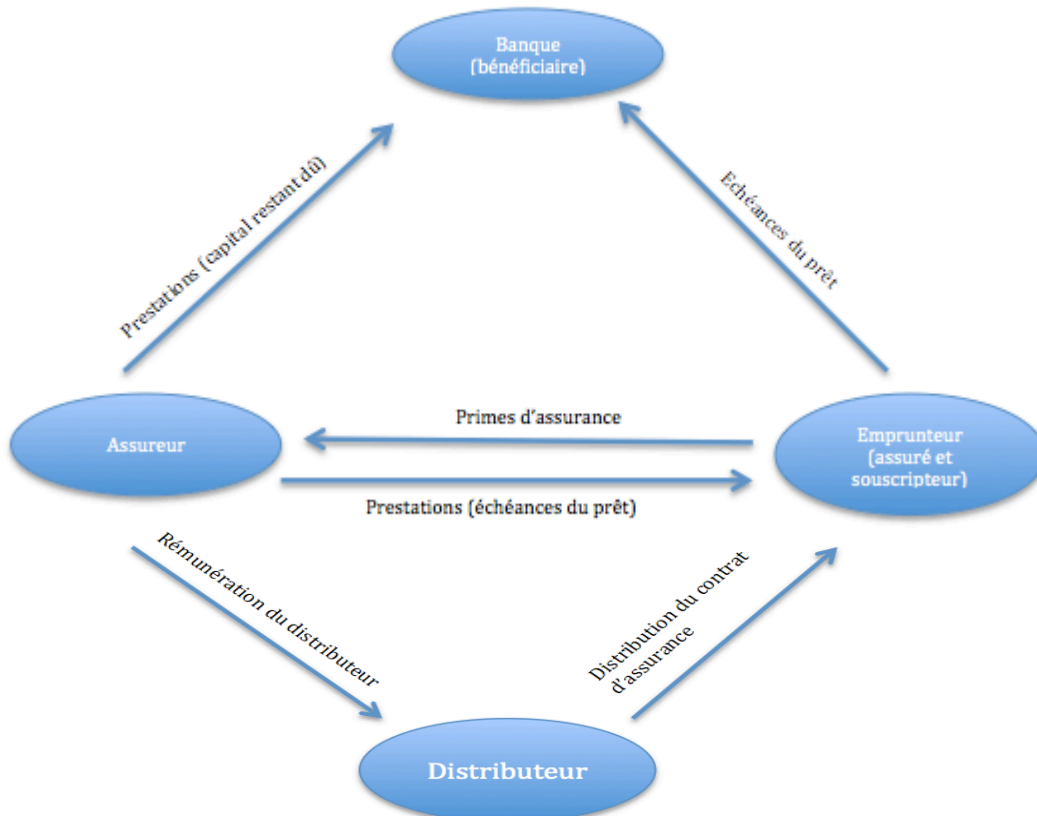 Banque
(bénéficiaire)
Prestations (capital restant dû)
Echéances du prêt
Primes d'assurance
Assureur
Emprunteur
(assuré et
souscripteur)
Prestations (échéances du prêt)
Rémunération du distributeur
Distribution du contrat
d'assurance
Distributeur